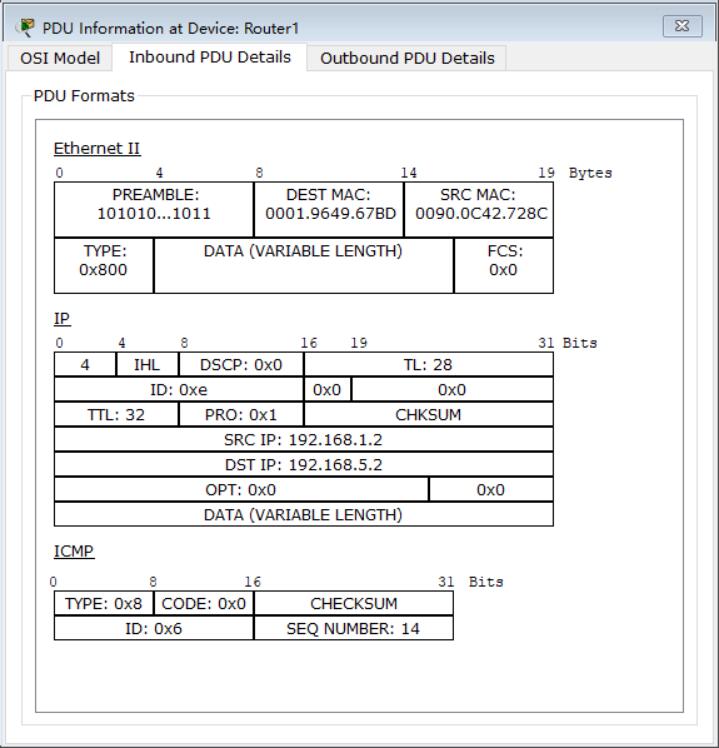 PDU Information at Device: Router1
OSI Model Inbound PDU Details Outbound PDU Details
PDU Formats
Ethernet II
0 4 8 14 19 Bytes
PREAMBLE: DEST MAC: SRC MAC:
101010...1011 0001.9649.67BD 0090.0C42.728C
TYPE: DATA (VARIABLE LENGTH) FCS:
0x800 0x0
IP
0 4 8 16 19 31 Bits
4 IHL DSCP: 0x0 TL: 28
ID: 0xe 0x0 0x0
TTL: 32 PRO: 0x1 CHKSUM
SRC IP: 192.168.1.2
DST IP: 192.168.5.2
OPT: 0x0 0x0
DATA (VARIABLE LENGTH)
ICMP
0 8 16 31 Bits
TYPE: 0x8 CODE: 0x0 CHECKSUM
ID: 0x6 SEQ NUMBER: 14